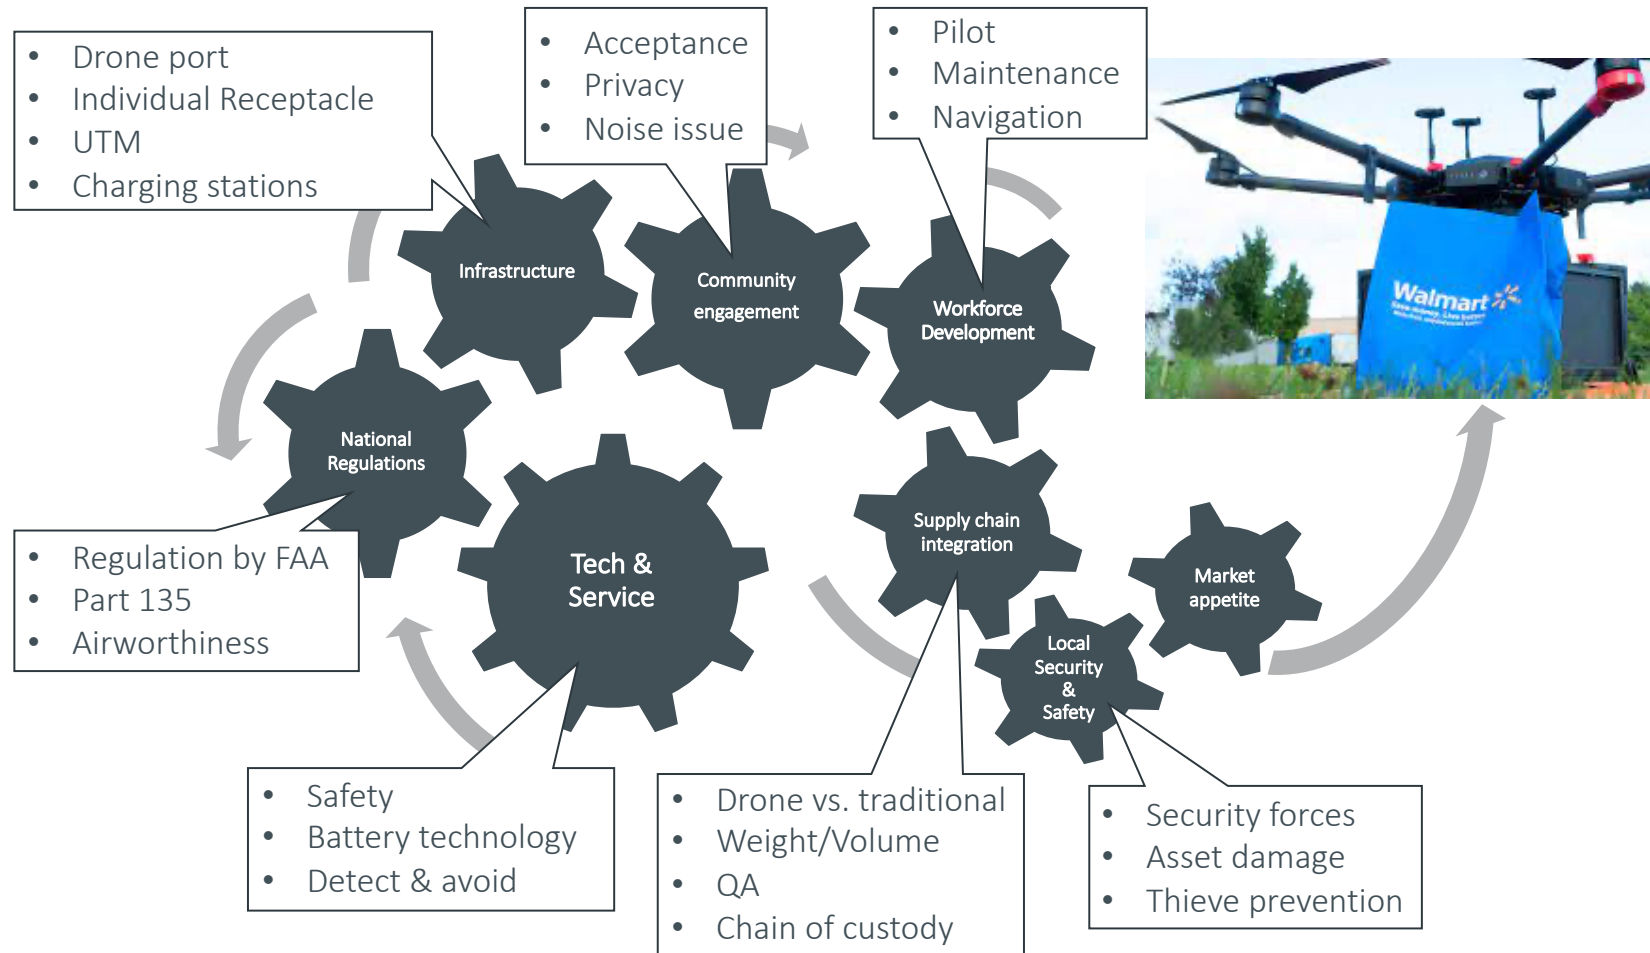 Drone port
Individual Receptacle
UTM
Charging stations
Acceptance
Privacy
Noise issue
Pilot
Maintenance
Navigation
Infrastructure
Community
engagement
Workforce
Development
Walmart
National
Regulations
Regulation by FAA
Part 135
Airworthiness
Tech &
Service
Supply chain
integration
Market
appetite
Local
Security
&
Safety
Safety
Battery technology
Detect & avoid
Drone vs. traditional
Weight/Volume
QA
Chain of custody
Security forces
Asset damage
Thieve prevention